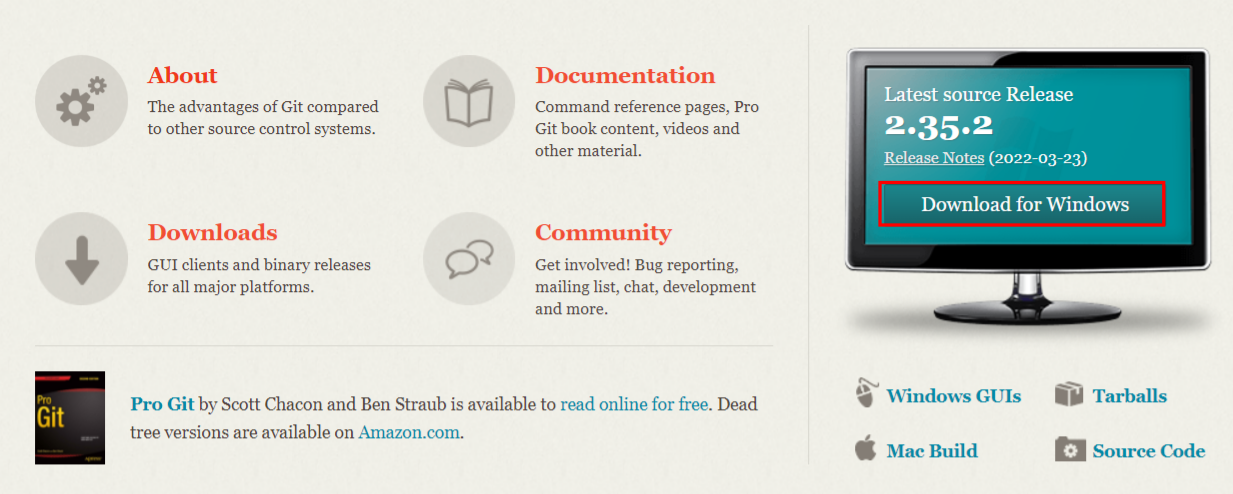 About
The advantages of Git compared
to other source control systems.
Documentation
Command reference pages, Pro
Git book content, videos and
other material.
Downloads
GUI clients and binary releases
for all major platforms.
Community
Get involved! Bug reporting,
mailing list, chat, development
and more.
Pro
Git
Pro Git by Scott Chacon and Ben Straub is available to read online for free. Dead
tree versions are available on Amazon.com.
Latest source Release
2.35.2
Release Notes (2022-03-23)
Download for Windows
Windows GUIs
Tarballs
Mac Build
Source Code